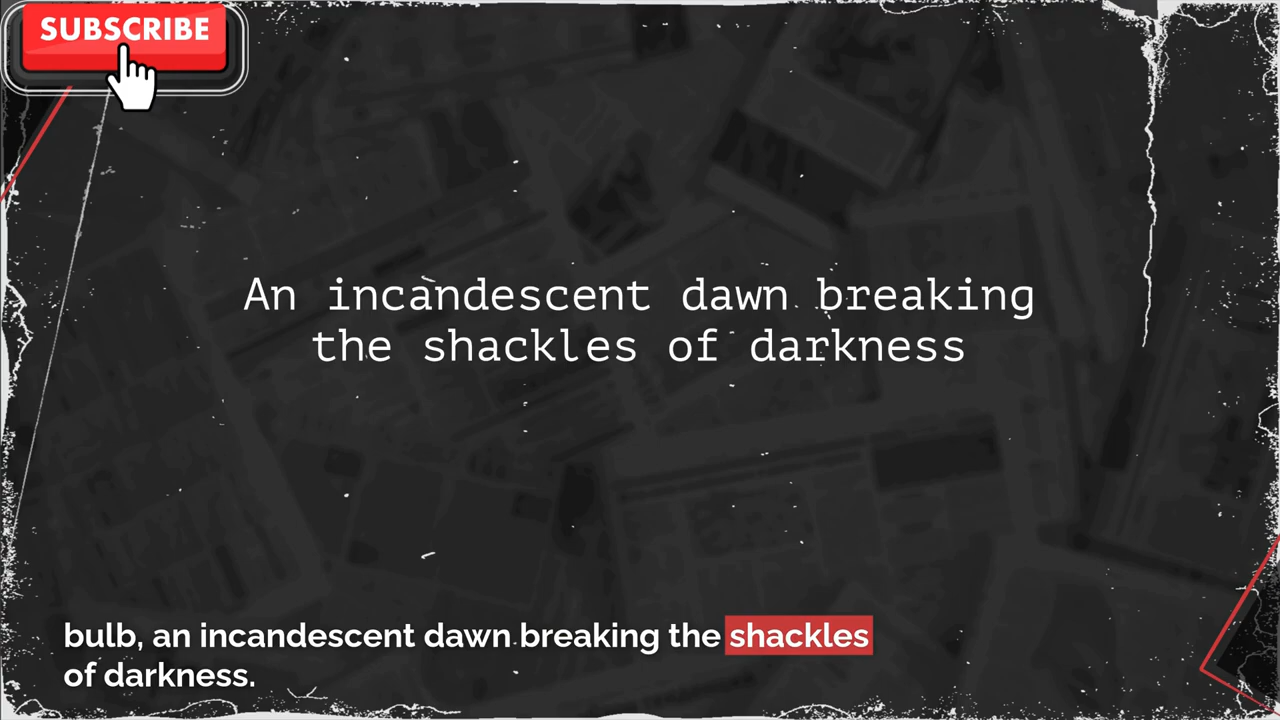 SUBSCRIBE
An incandescent dawn breaking
the shackles of darkness
bulb, an incandescent dawn breaking the shackles
of darkness.